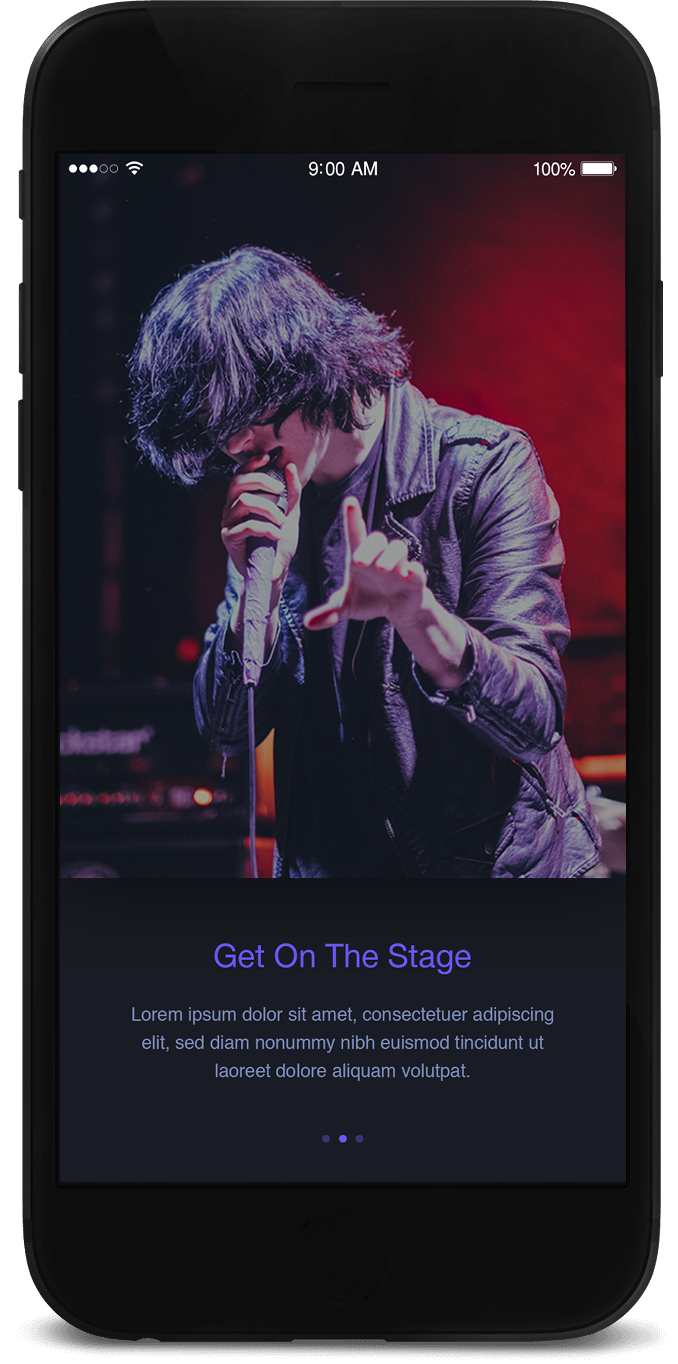 9:00 AM
100%
Get On The Stage
Lorem ipsum dolor sit amet, consectetuer adipiscing
elit, sed diam nonummy nibh euismod tincidunt ut
laoreet dolore aliquam volutpat.